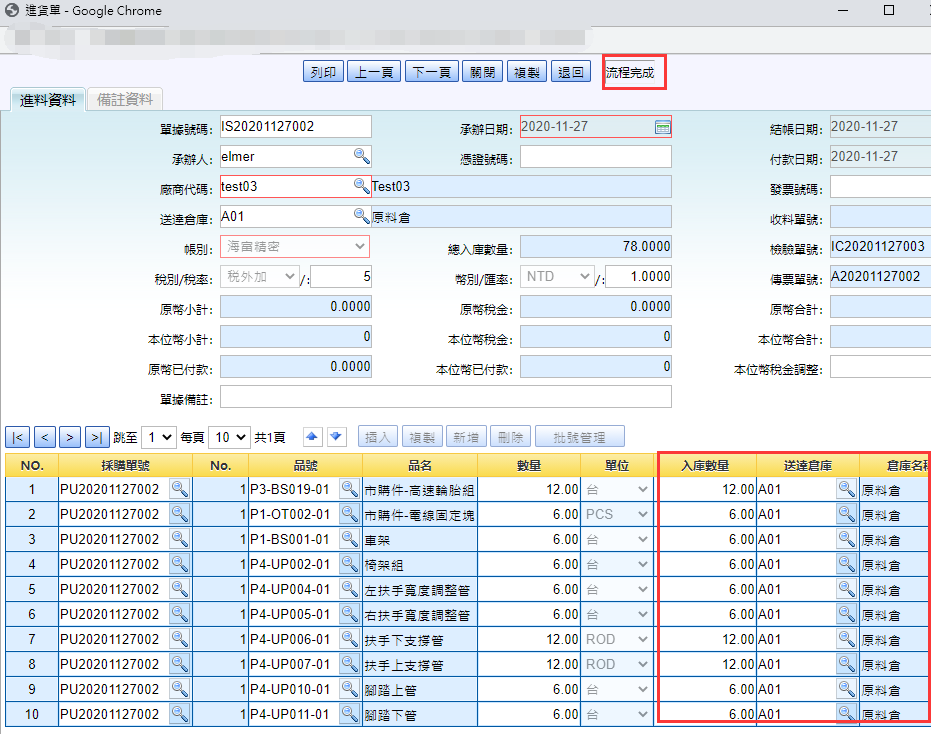 進貨單 - Google Chrome
列印 上一頁 下一頁 關閉 複製 退回 流程完成
進料資料 備註資料
單據號碼: IS20201127002 承辦日期: 2020-11-27 結帳日期: 2020-11-27
承辦人: elmer 憑證號碼: 付款日期: 2020-11-27
廠商代碼: test03 Test03 發票號碼:
送達倉庫: A01 原料倉 收料單號:
帳別: 海富精密 總入庫數量: 78.0000 檢驗單號: IC20201127003
稅別/稅率: 稅外加 /: 5 幣別/匯率: NTD /: 1.0000 傳票單號: A20201127002
原幣小計: 0.0000 原幣稅金: 0.0000 原幣合計:
本位幣小計: 0 本位幣稅金: 0 本位幣合計:
原幣已付款: 0.0000 本位幣已付款: 0 本位幣稅金調整:
單據備註:
|< < > >| 跳至 1 每頁 10 共1頁 插入 複製 新增 刪除 批號管理
NO. 採購單號 No. 品號 品名 數量 單位 入庫數量 送達倉庫 倉庫名稱
1 PU20201127002 1 P3-BS019-01 市購件-高速輪胎組 12.00 台 12.00 A01 原料倉
2 PU20201127002 1 P1-OT002-01 市購件-電線固定塊 6.00 PCS 6.00 A01 原料倉
3 PU20201127002 1 P1-BS001-01 車架 6.00 台 6.00 A01 原料倉
4 PU20201127002 1 P4-UP002-01 椅架組 6.00 台 6.00 A01 原料倉
5 PU20201127002 1 P4-UP004-01 左扶手寬度調整管 6.00 台 6.00 A01 原料倉
6 PU20201127002 1 P4-UP005-01 右扶手寬度調整管 6.00 台 6.00 A01 原料倉
7 PU20201127002 1 P4-UP006-01 扶手下支撐管 12.00 ROD 12.00 A01 原料倉
8 PU20201127002 1 P4-UP007-01 扶手上支撐管 12.00 ROD 12.00 A01 原料倉
9 PU20201127002 1 P4-UP010-01 腳踏上管 6.00 台 6.00 A01 原料倉
10 PU20201127002 1 P4-UP011-01 腳踏下管 6.00 台 6.00 A01 原料倉